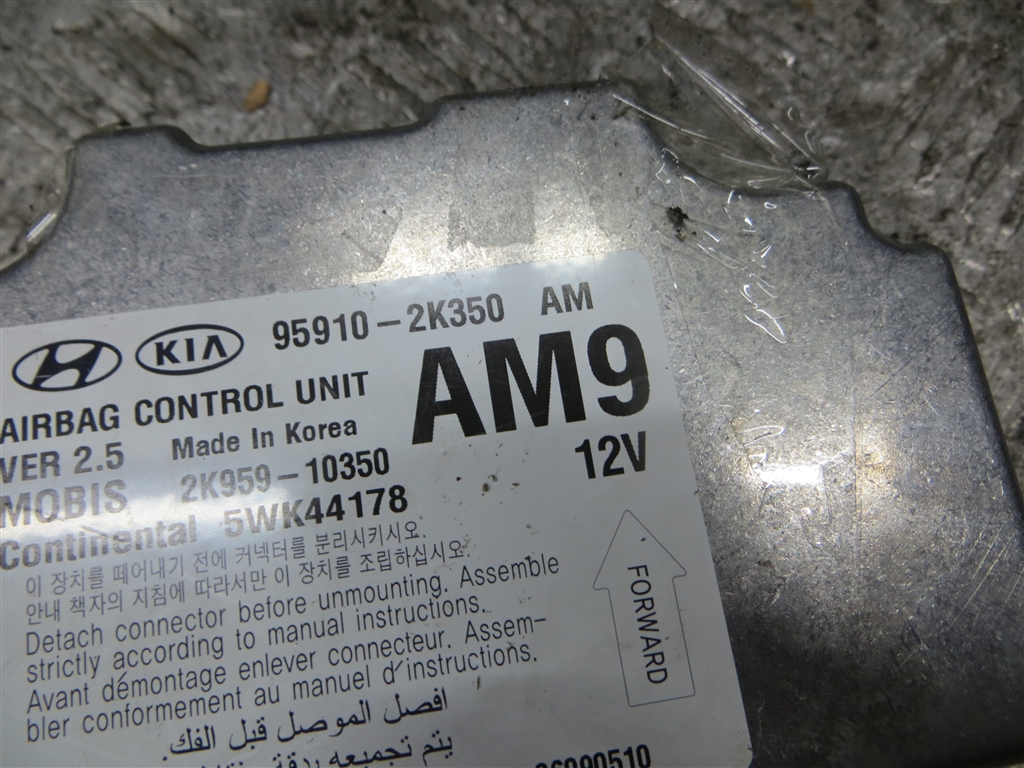 KIA 95910-2K350 AM
AIRBAG CONTROL UNIT AM9
VER 2.5 Made In Korea
MOBIS 2K959-10350 12V
Continental 5WK44178
이 장치를 떼어내기 전에 커넥터를 분리시키시오.
안내 책자의 지침에 따라서만 이 장치를 조립하십시요.
Detach connector before unmounting. Assemble
strictly according to manual instructions.
Avant démontage enlever connecteur. Assem-
bler conformement au manuel d'instructions.
FORWARD
افصل الموصل قبل الفك.
يتم تجميعه بدقة